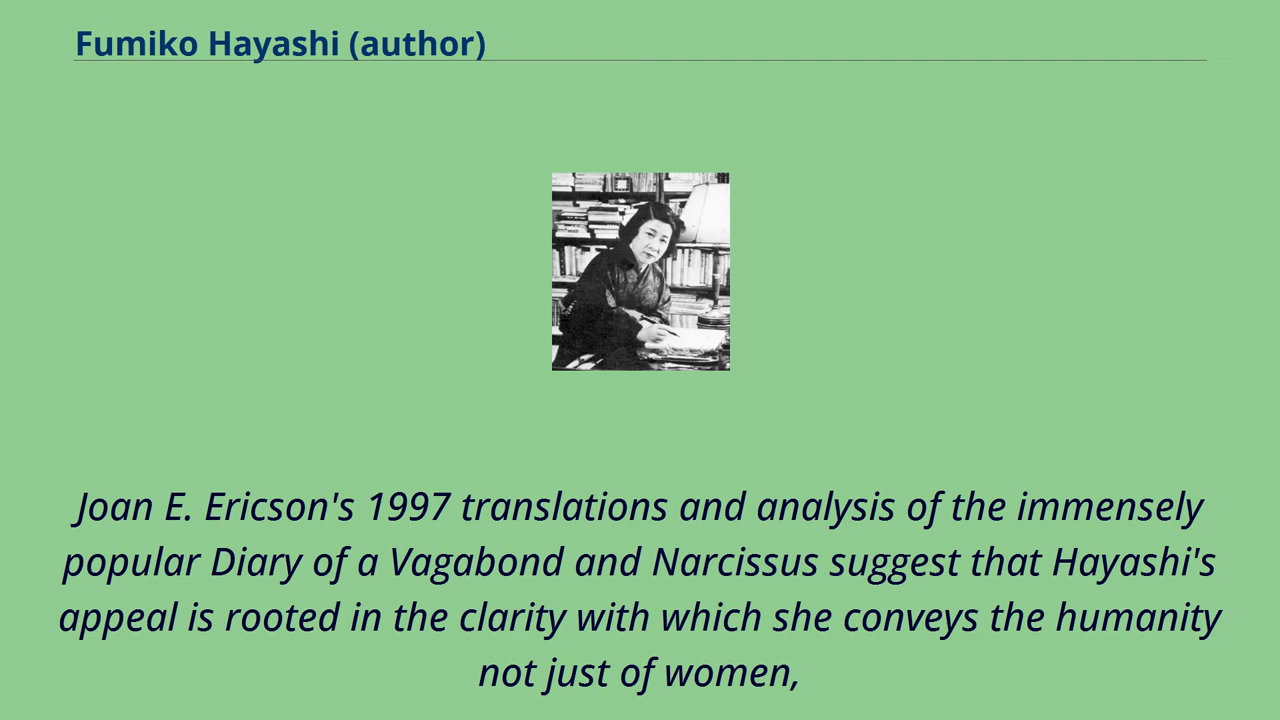 Fumiko Hayashi (author)
Joan E. Ericson's 1997 translations and analysis of the immensely
popular Diary of a Vagabond and Narcissus suggest that Hayashi's
appeal is rooted in the clarity with which she conveys the humanity
not just of women,